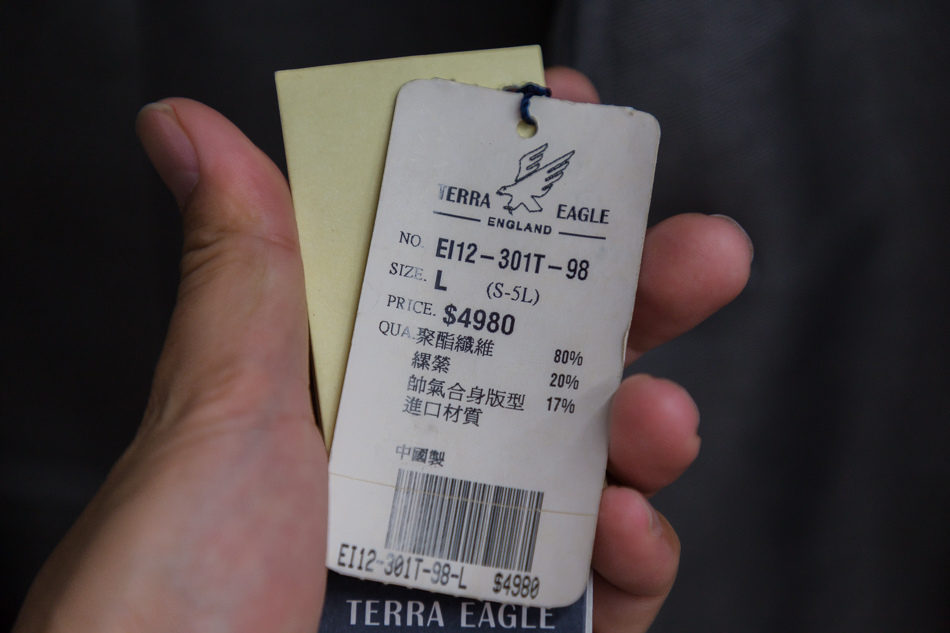 TERRA EAGLE
ENGLAND
NO. EI12-301T-98
SIZE. L (S-5L)
PRICE. $4980
QUA. 聚酯纖維 80%
縲縈 20%
帥氣合身版型 17%
進口材質
中國製
EI12-301T-98-L $4980
TERRA EAGLE